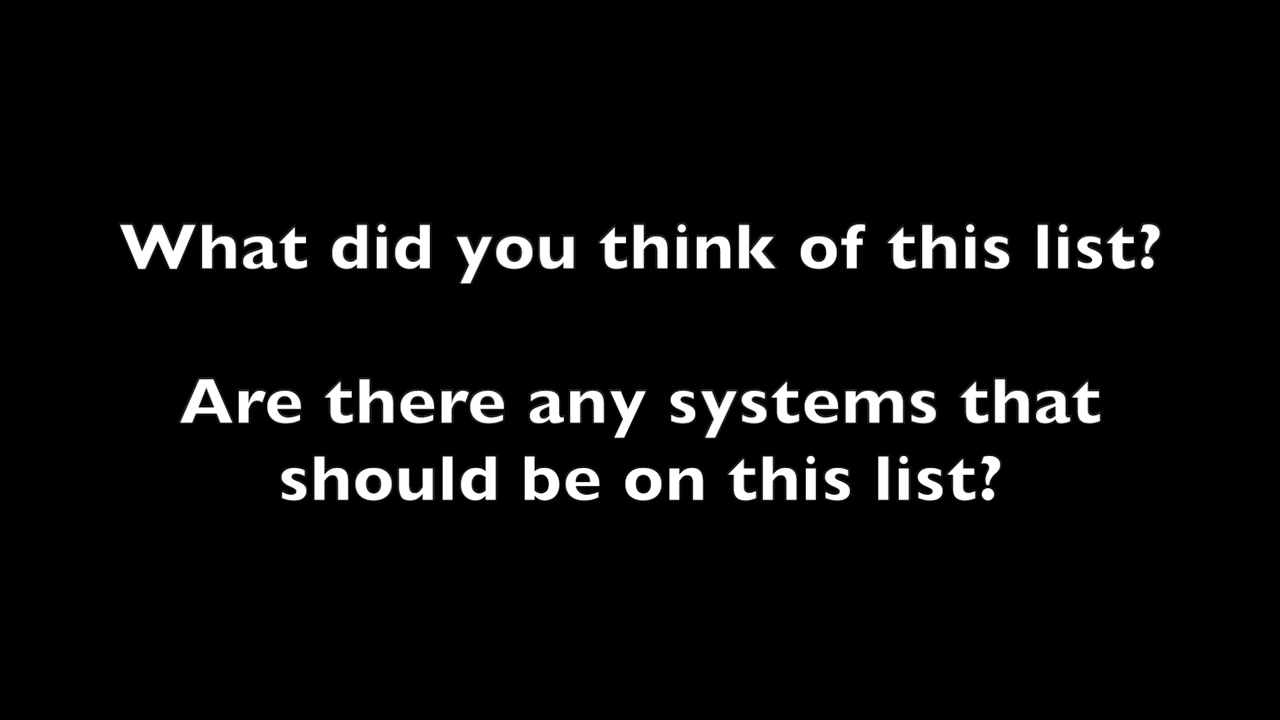 What did you think of this list?
Are there any systems that
should be on this list?